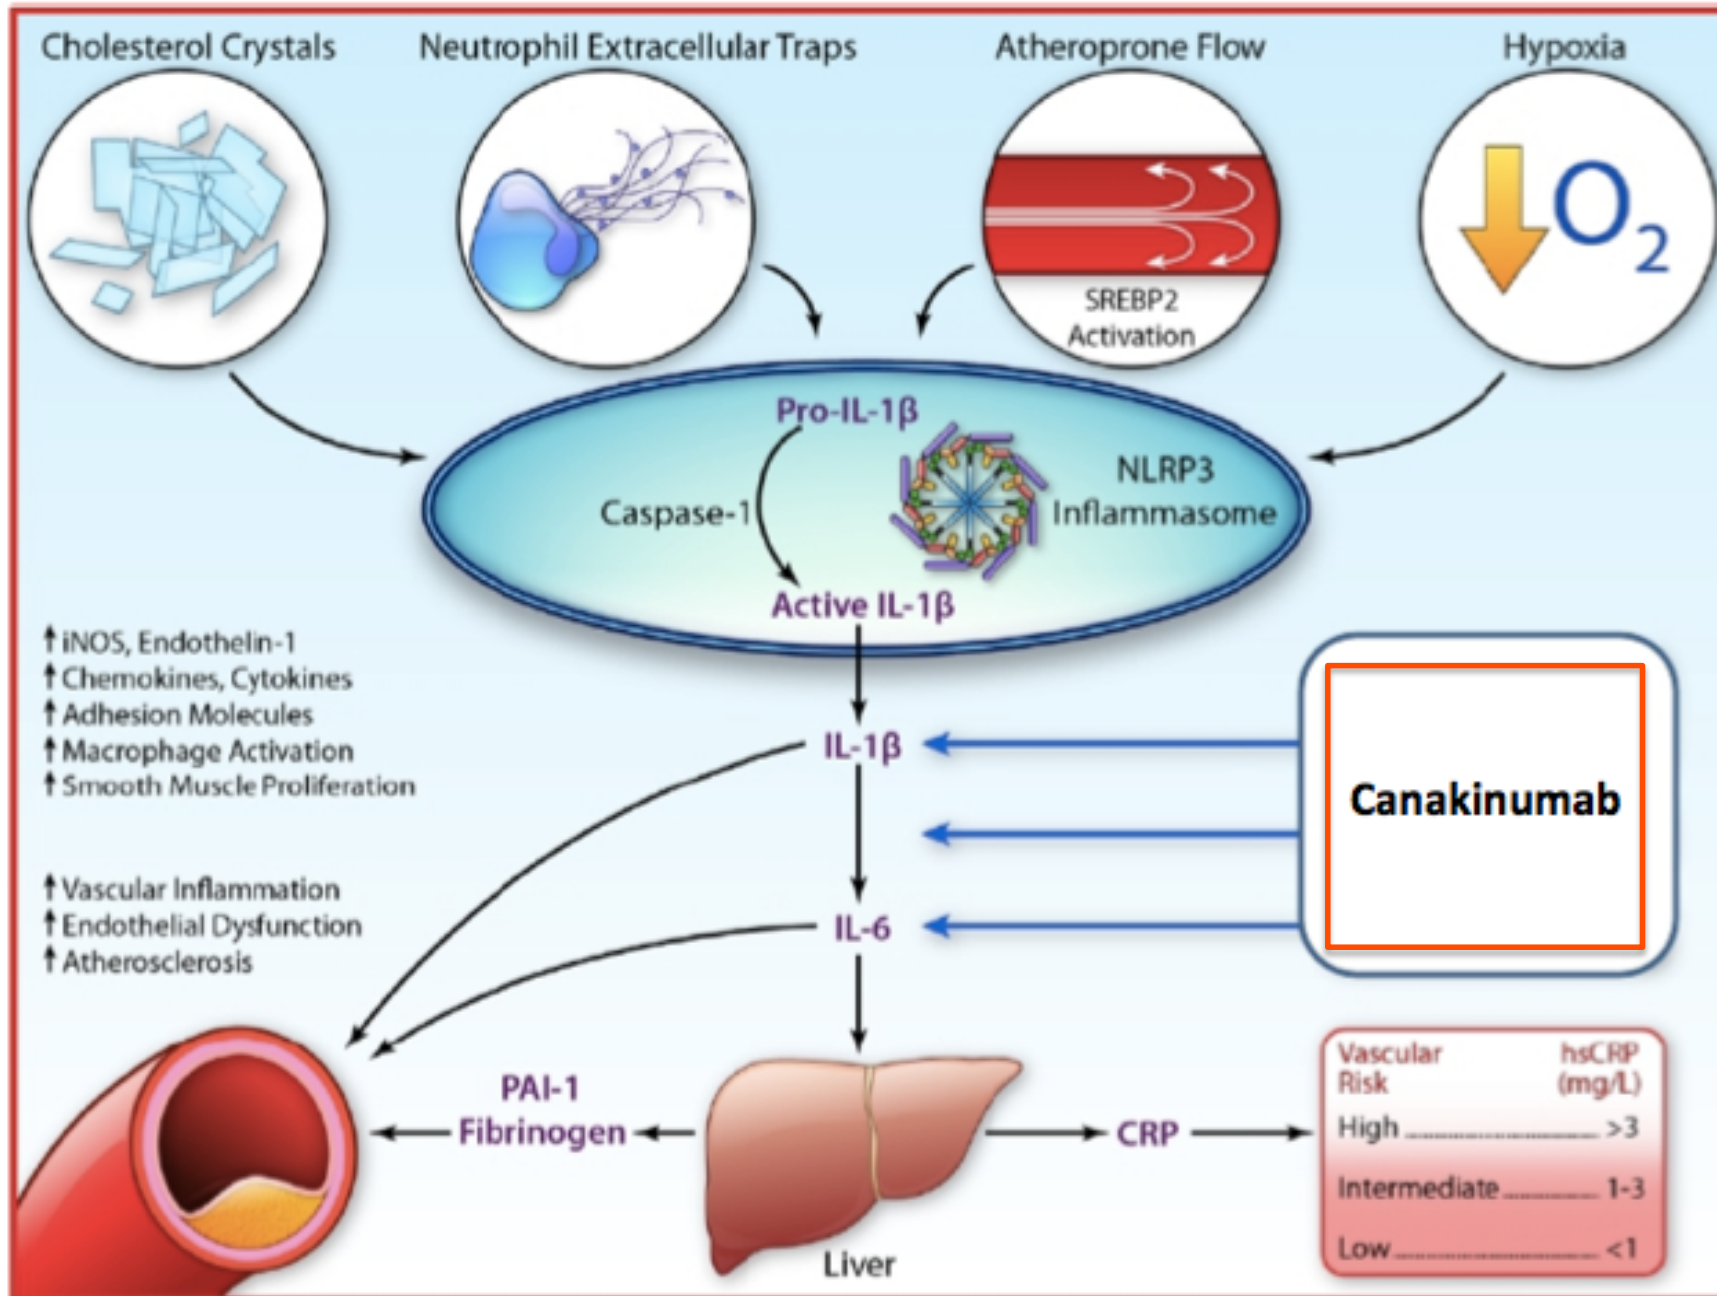 Cholesterol Crystals
Neutrophil Extracellular Traps
Atheroprone Flow
Hypoxia
SREBP2
Activation
O2
Pro-IL-1β
Caspase-1
NLRP3
Inflammasome
Active IL-1β
iNOS, Endothelin-1
Chemokines, Cytokines
Adhesion Molecules
Macrophage Activation
Smooth Muscle Proliferation
IL-1β
Canakinumab
Vascular Inflammation
Endothelial Dysfunction
Atherosclerosis
IL-6
PAI-1
Fibrinogen
Liver
CRP
Vascular Risk hsCRP (mg/L)
High >3
Intermediate 1-3
Low <1